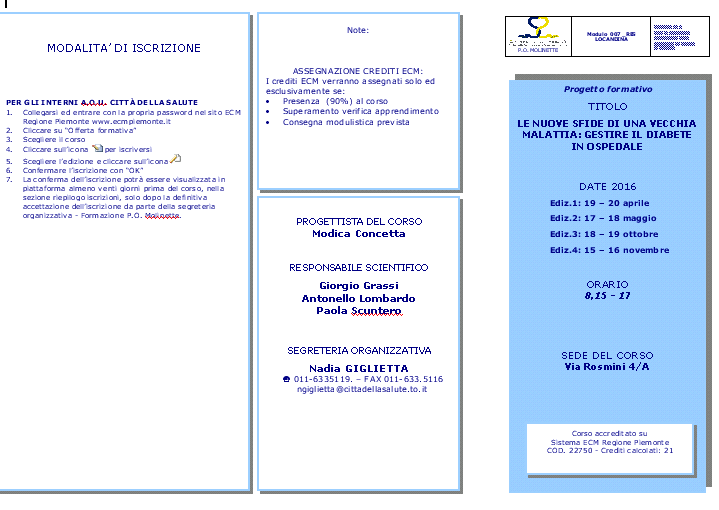 MODALITA' DI ISCRIZIONE
PER GLI INTERNI A.O.U. CITTÀ DELLA SALUTE
1. Collegarsi ed entrare con la propria password nel sito ECM
Regione Piemonte www.ecmpiemonte.it
2. Cliccare su "Offerta formativa"
3. Scegliere il corso
4. Cliccare sull'icona per iscriversi
5. Scegliere l'edizione e cliccare sull'icona
6. Confermare l'iscrizione con "OK"
7. La conferma dell'iscrizione potrà essere visualizzata in
piattaforma almeno venti giorni prima del corso, nella
sezione riepilogo iscrizioni, solo dopo la definitiva
accettazione dell'iscrizione da parte della segreteria
organizzativa - Formazione P.O. Molinette.
Note:
ASSEGNAZIONE CREDITI ECM:
I crediti ECM verranno assegnati solo ed
esclusivamente se:
• Presenza (90%) al corso
• Superamento verifica apprendimento
• Consegna modulistica prevista
PROGETTISTA DEL CORSO
Modica Concetta
RESPONSABILE SCIENTIFICO
Giorgio Grassi
Antonello Lombardo
Paola Scuntero
SEGRETERIA ORGANIZZATIVA
Nadia GIGLIETTA
☎ 011-6335119. – FAX 011-633.5116
ngiglietta@cittadellasalute.to.it
P.O. MOLINETTE
Modulo 007_RIS
LOCANDINA
Progetto formativo
TITOLO
LE NUOVE SFIDE DI UNA VECCHIA
MALATTIA: GESTIRE IL DIABETE
IN OSPEDALE
DATE 2016
Ediz.1: 19 – 20 aprile
Ediz.2: 17 – 18 maggio
Ediz.3: 18 – 19 ottobre
Ediz.4: 15 – 16 novembre
ORARIO
8,15 – 17
SEDE DEL CORSO
Via Rosmini 4/A
Corso accreditato su
Sistema ECM Regione Piemonte
COD. 22750 - Crediti calcolati: 21